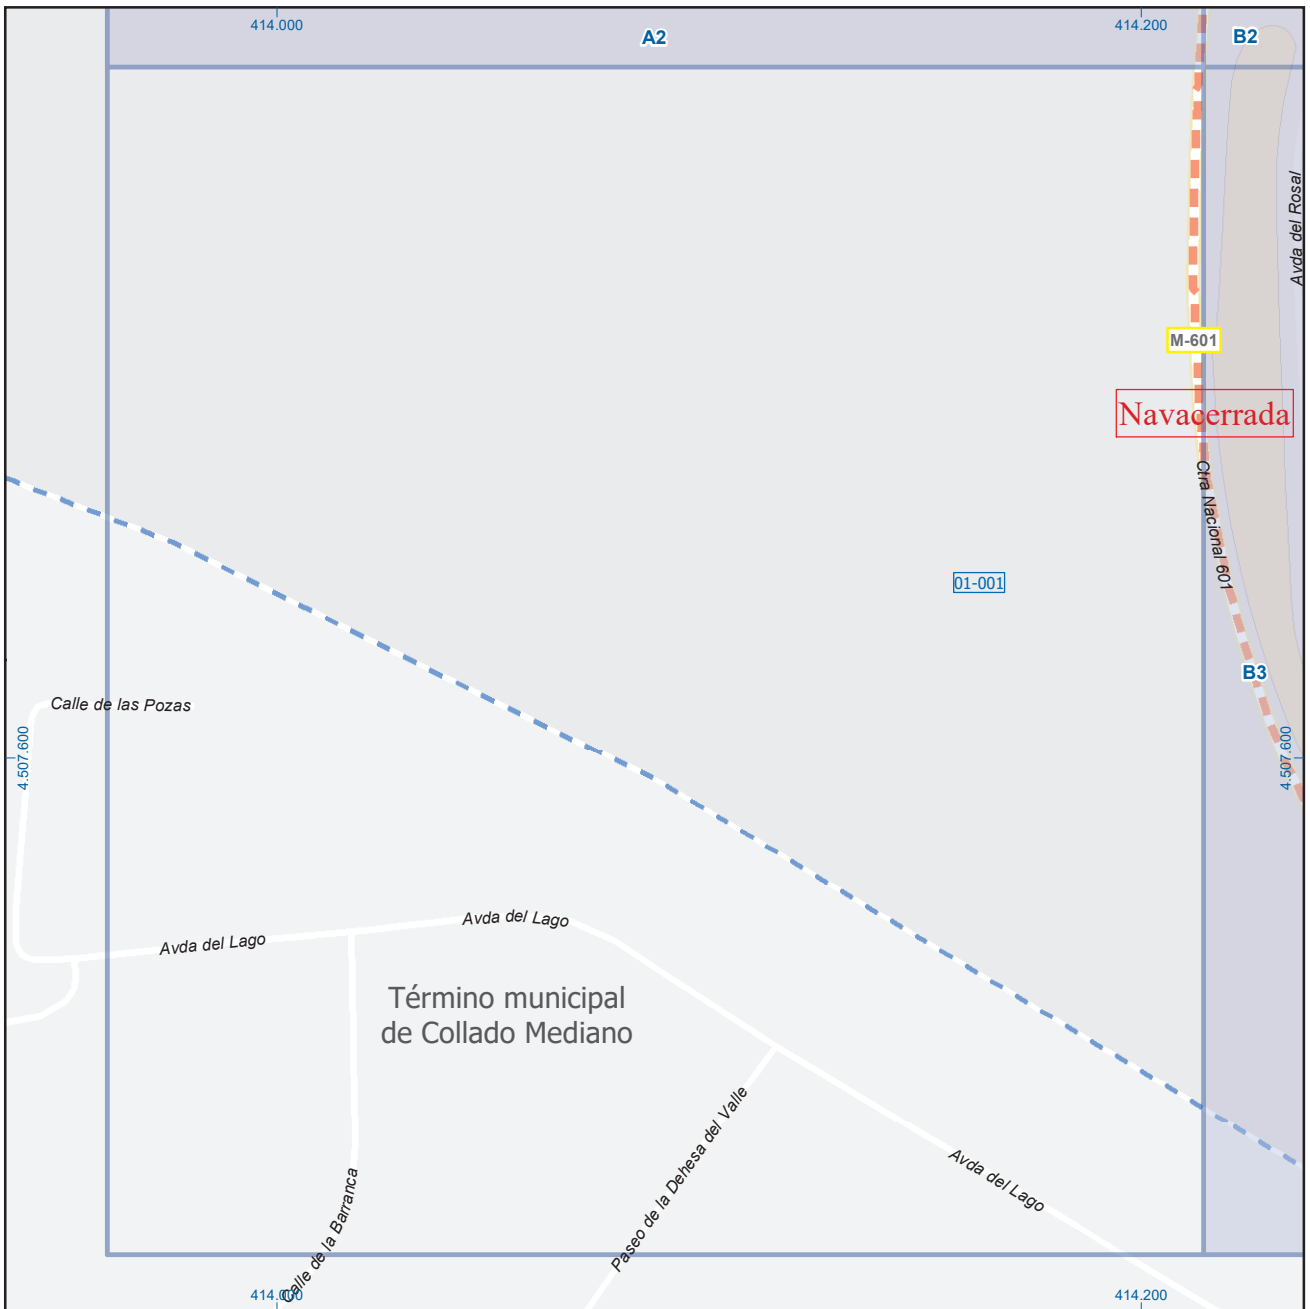 414.000
414.200
A2
B2
Avda del Rosal
M-601
Navacerrada
Ctra Nacional 601
01-001
B3
Calle de las Pozas
4.507.600
4.507.600
Avda del Lago
Avda del Lago
Término municipal
de Collado Mediano
Paseo de la Dehesa del Valle
Avda del Lago
Calle de la Barranca
414.000
414.200